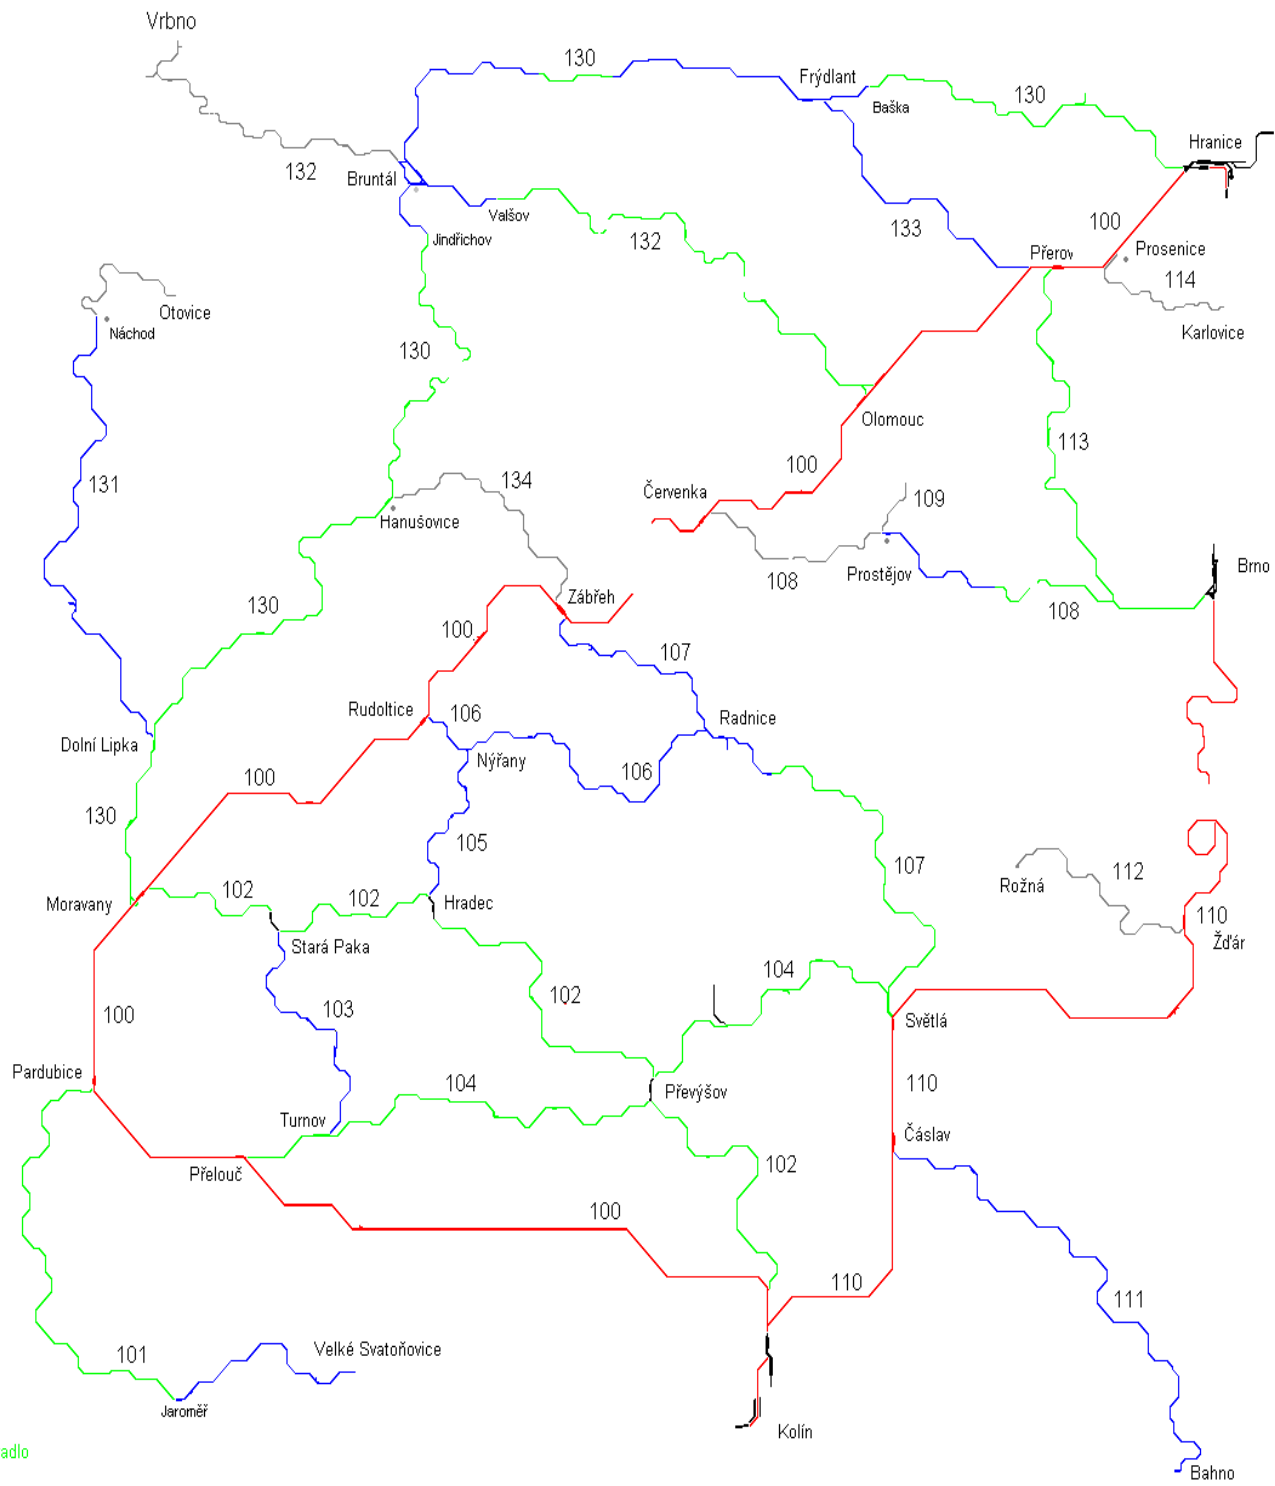 Vrbno
130
Frýdlant
Baška
130
Hranice
132
Bruntál
Valšov
Jindřichov
132
133
100
Přerov
Prosenice
114
Karlovice
Otovice
Náchod
130
Olomouc
113
131
134
Hanušovice
Červenka
100
109
108
Prostějov
108
Brno
130
Zábřeh
100
107
Rudoltice
106
Radnice
Dolní Lipka
Nýřany
106
100
130
105
107
Rožná
112
Moravany
102
102
Hradec
Stará Paka
110
Žďár
104
102
103
100
Světlá
Pardubice
104
Převýšov
110
Turnov
Čáslav
Přelouč
102
100
110
111
101
Velké Svatoňovice
Jaroměř
Kolín
adlo
Bahno